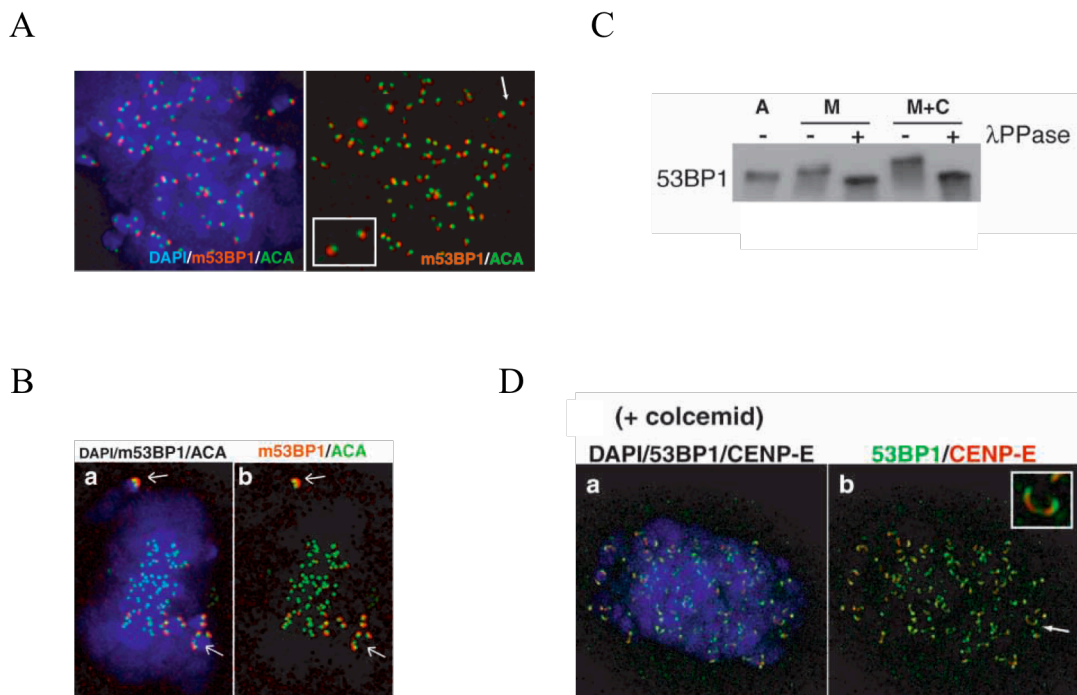 A
DAPI/m53BP1/ACA
m53BP1/ACA
C
A M M+C
- - + - + λPPase
53BP1
B
DAPI/m53BP1/ACA m53BP1/ACA
a b
D
(+ colcemid)
DAPI/53BP1/CENP-E 53BP1/CENP-E
a b